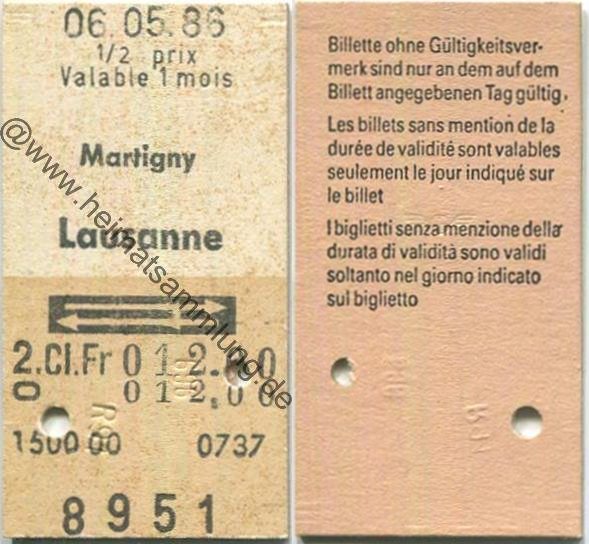 06.05.86
1/2 prix
Valable 1 mois
Martigny
Lausanne
2.Cl.Fr 012.00
0 012.00
1500 00 0737
8951
@www.heimatsammlung.de
Billette ohne Gültigkeitsver-
merk sind nur an dem auf dem
Billett angegebenen Tag gültig.
Les billets sans mention de la
durée de validité sont valables
seulement le jour indiqué sur
le billet
I biglietti senza menzione della
durata di validità sono validi
soltanto nel giorno indicato
sul biglietto